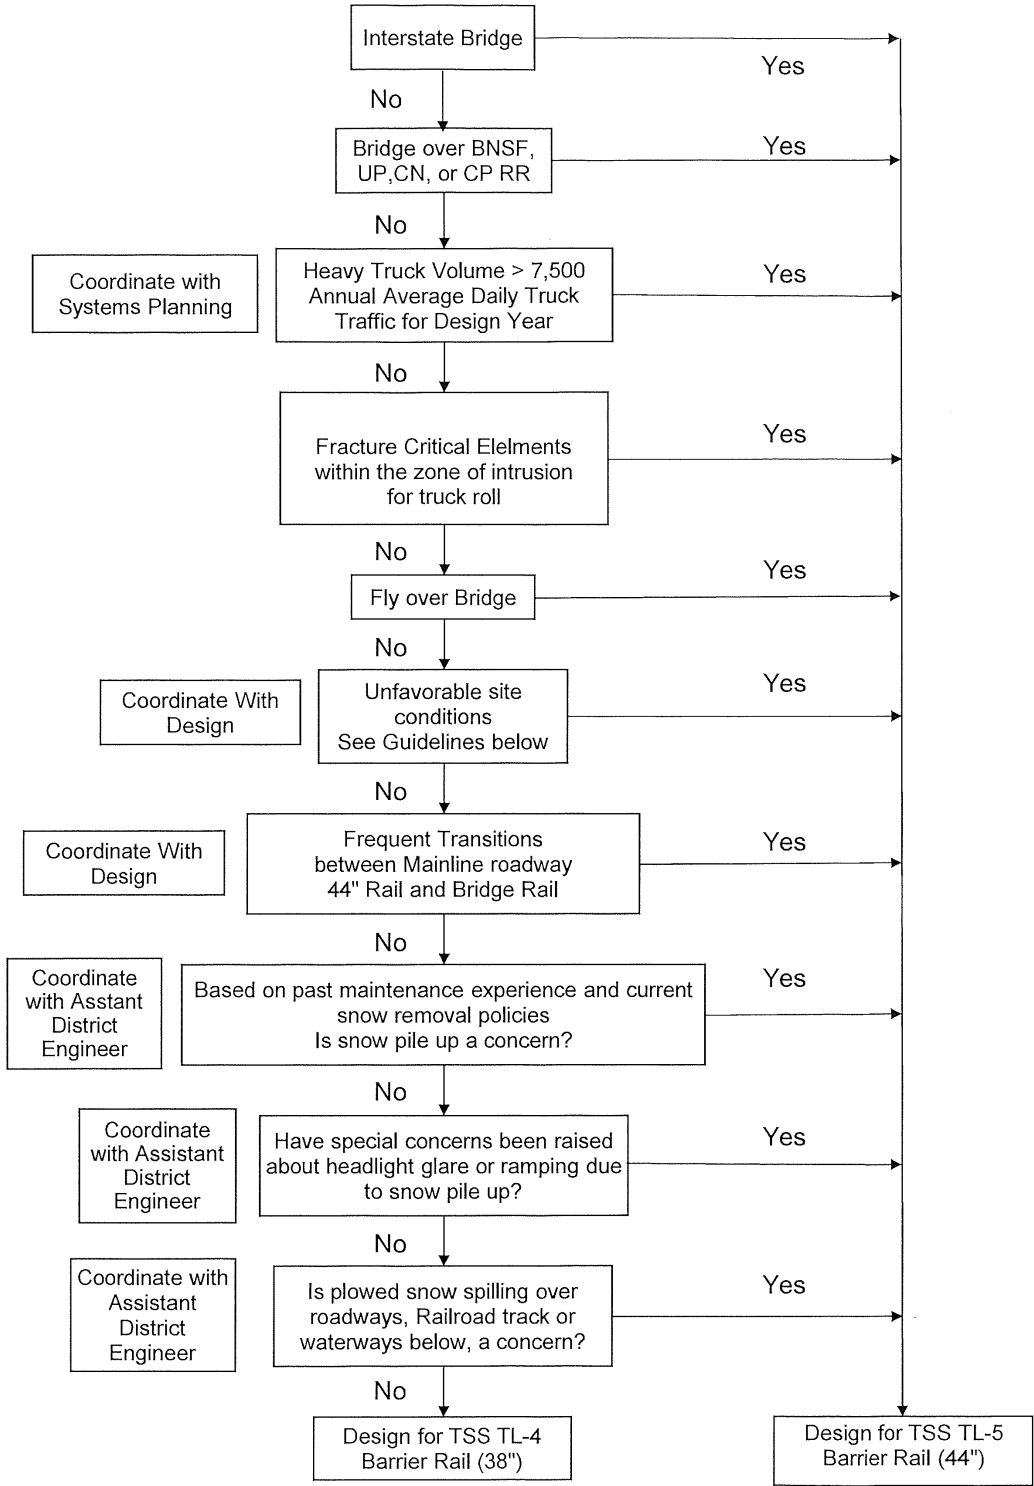 Interstate Bridge
Yes
No
Bridge over BNSF,
UP,CN, or CP RR
Yes
No
Coordinate with
Systems Planning
Heavy Truck Volume > 7,500
Annual Average Daily Truck
Traffic for Design Year
Yes
No
Fracture Critical Elelments
within the zone of intrusion
for truck roll
Yes
No
Fly over Bridge
Yes
No
Coordinate With
Design
Unfavorable site
conditions
See Guidelines below
Yes
No
Coordinate With
Design
Frequent Transitions
between Mainline roadway
44" Rail and Bridge Rail
Yes
No
Coordinate
with Asstant
District
Engineer
Based on past maintenance experience and current
snow removal policies
Is snow pile up a concern?
Yes
No
Coordinate
with Assistant
District
Engineer
Have special concerns been raised
about headlight glare or ramping due
to snow pile up?
Yes
No
Coordinate with
Assistant
District
Engineer
Is plowed snow spilling over
roadways, Railroad track or
waterways below, a concern?
Yes
No
Design for TSS TL-4
Barrier Rail (38")
Design for TSS TL-5
Barrier Rail (44")